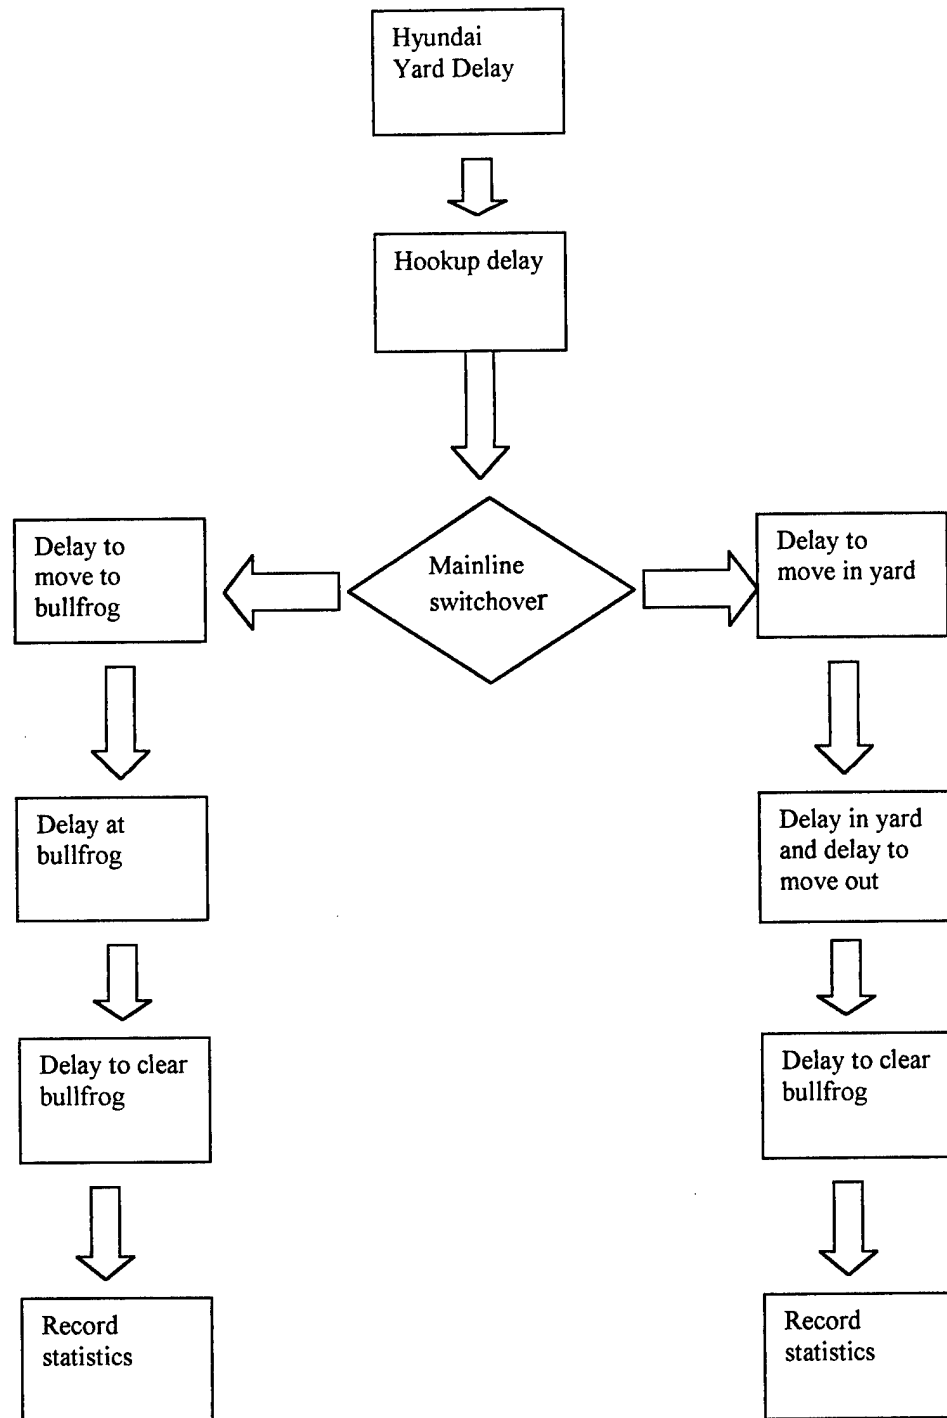 Hyundai
Yard Delay
Hookup delay
Mainline
switchover
Delay to
move to
bullfrog
Delay to
move in yard
Delay at
bullfrog
Delay in yard
and delay to
move out
Delay to clear
bullfrog
Delay to clear
bullfrog
Record
statistics
Record
statistics